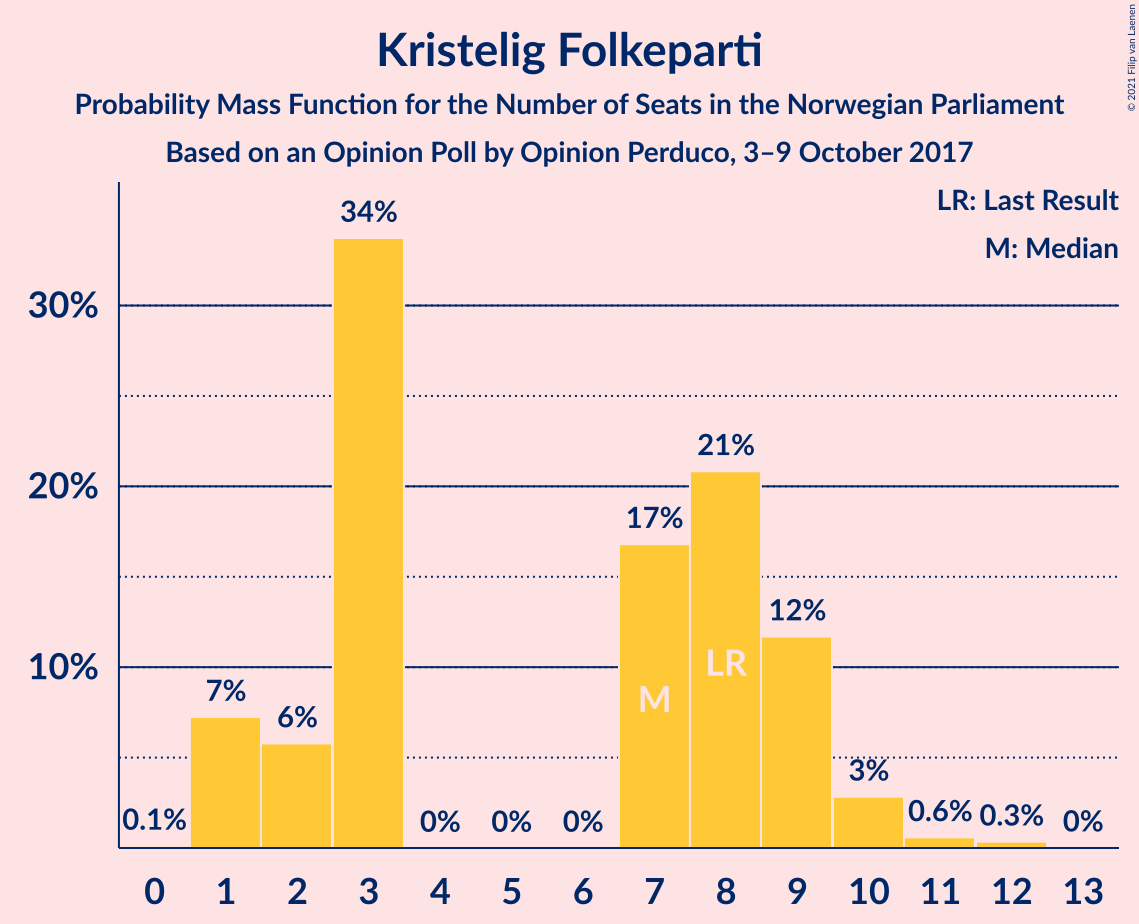 Kristelig Folkeparti
Probability Mass Function for the Number of Seats in the Norwegian Parliament
Based on an Opinion Poll by Opinion Perduco, 3–9 October 2017
© 2021 Filip van Laenen
LR: Last Result
M: Median
34%
30%
21%
20%
17%
12%
10%
LR
7%
M
6%
3%
0.1%
0%
0%
0%
0.6%
0.3%
0%
0 1 2 3 4 5 6 7 8 9 10 11 12 13